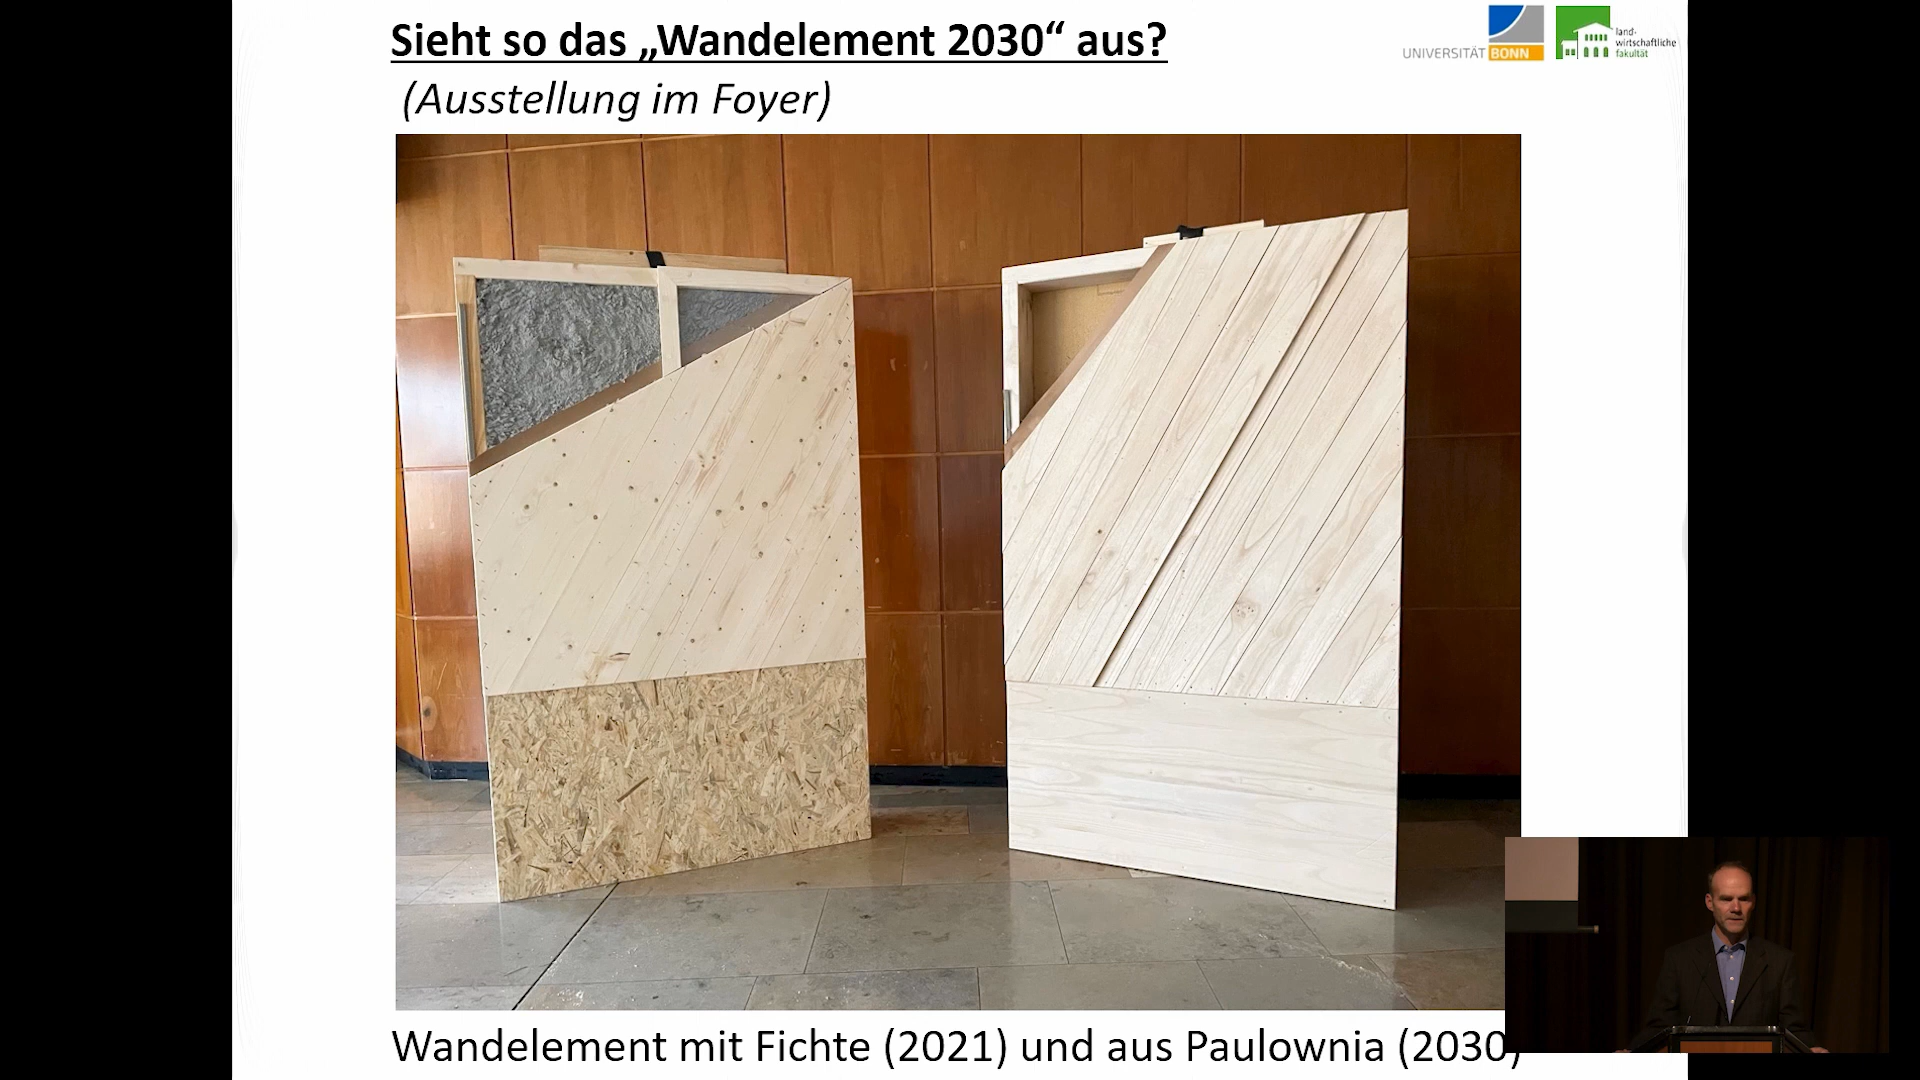 Sieht so das „Wandelement 2030“ aus?
(Ausstellung im Foyer)
UNIVERSITÄT BONN
land-
wirtschaftliche
fakultät
Wandelement mit Fichte (2021) und aus Paulownia (2030)